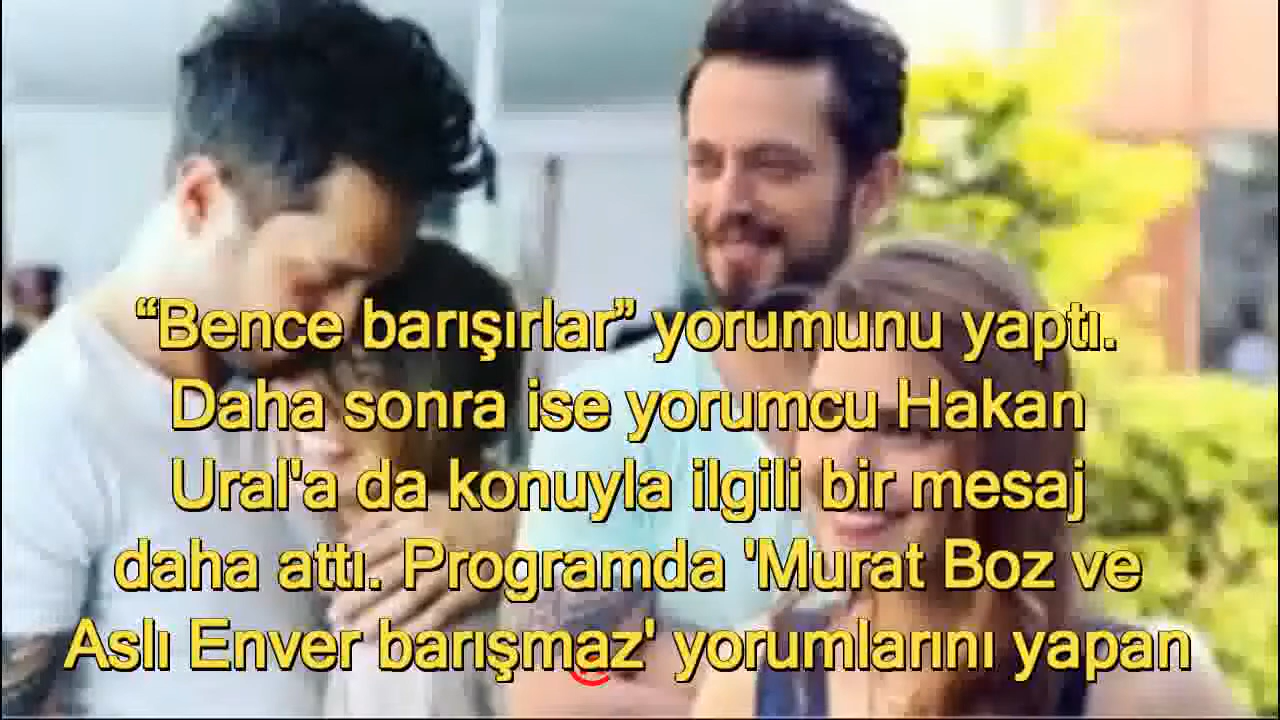 “Bence barışırlar” yorumunu yaptı.
Daha sonra ise yorumcu Hakan
Ural'a da konuyla ilgili bir mesaj
daha attı. Programda 'Murat Boz ve
Aslı Enver barışmaz' yorumlarını yapan